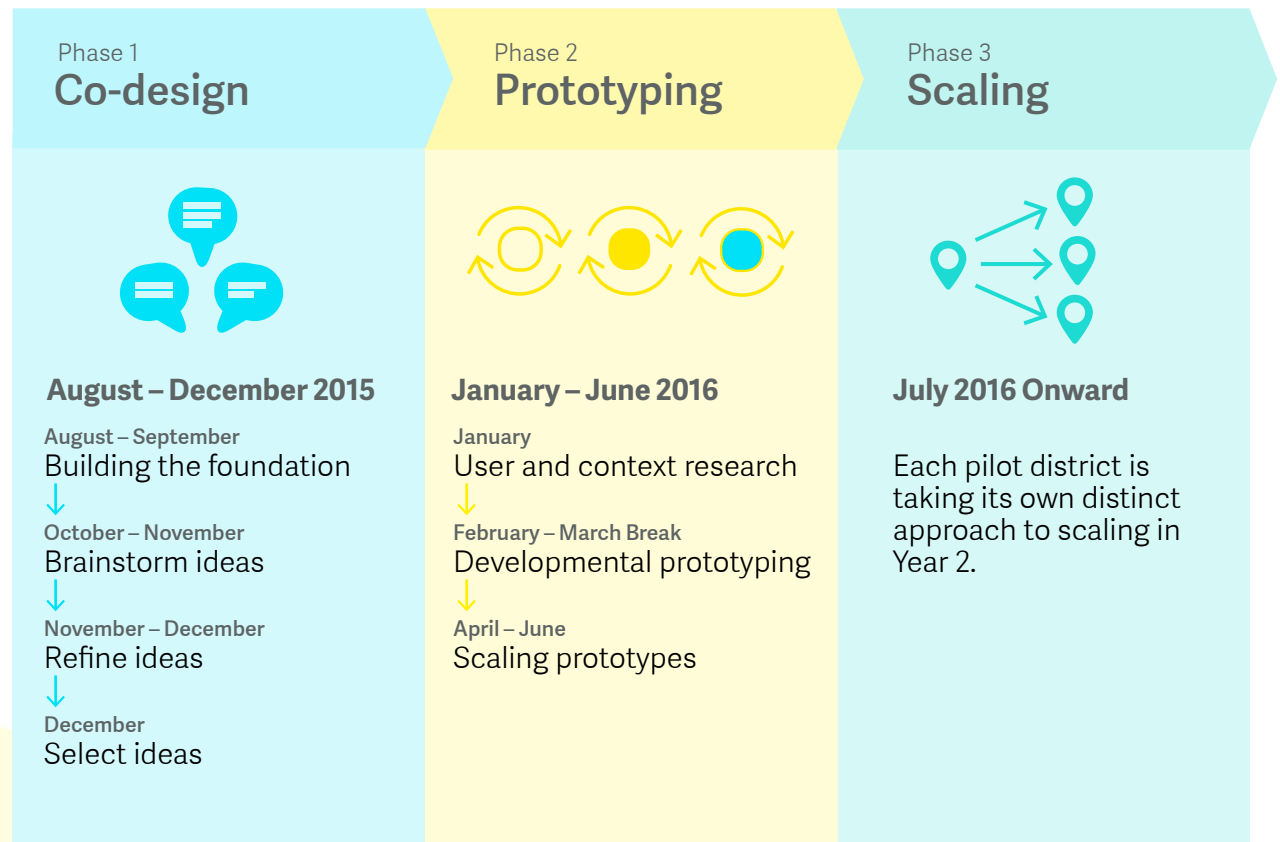 Phase 1
Co-design
August – December 2015
August – September
Building the foundation
October – November
Brainstorm ideas
November – December
Refine ideas
December
Select ideas
Phase 2
Prototyping
January – June 2016
January
User and context research
February – March Break
Developmental prototyping
April – June
Scaling prototypes
Phase 3
Scaling
July 2016 Onward
Each pilot district is
taking its own distinct
approach to scaling in
Year 2.